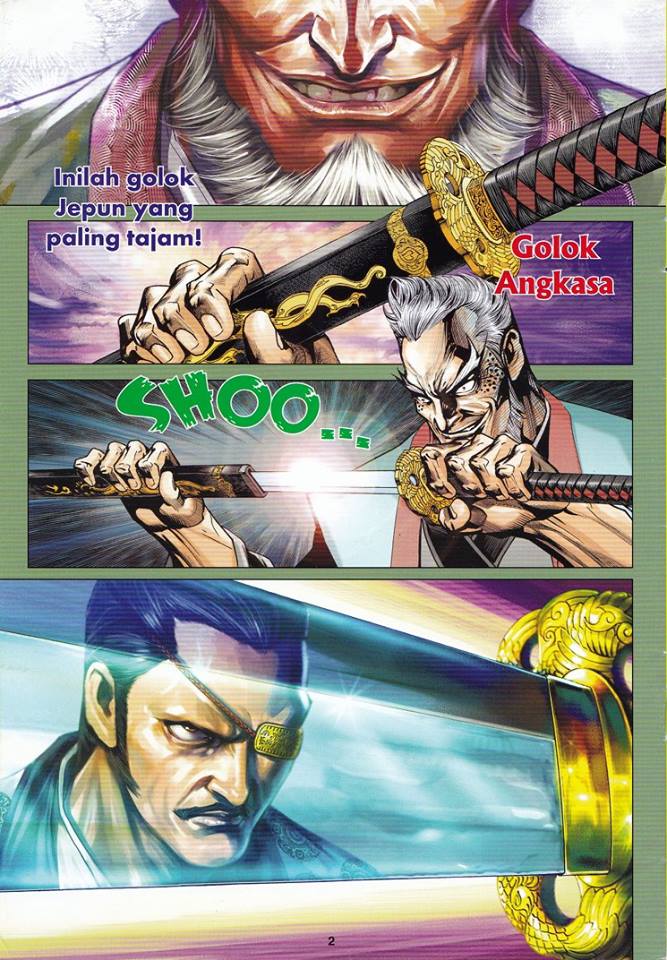 Inilah golok
Jepun yang
paling tajam!
Golok
Angkasa
SHOO...
2